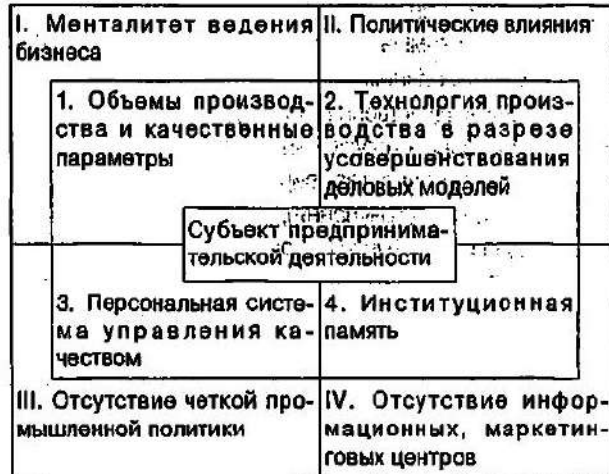 I. Менталитет ведения
бизнеса
II. Политические влияния
1. Объемы производ-
ства и качественные
параметры
2. Технология произ-
водства в разрезе
усовершенствования
деловых моделей
Субъект предпринима-
тельской деятельности
3. Персональная систе-
ма управления ка-
чеством
4. Институционная
память
III. Отсутствие четкой про-
мышленной политики
IV. Отсутствие инфор-
мационных, маркетин-
говых центров